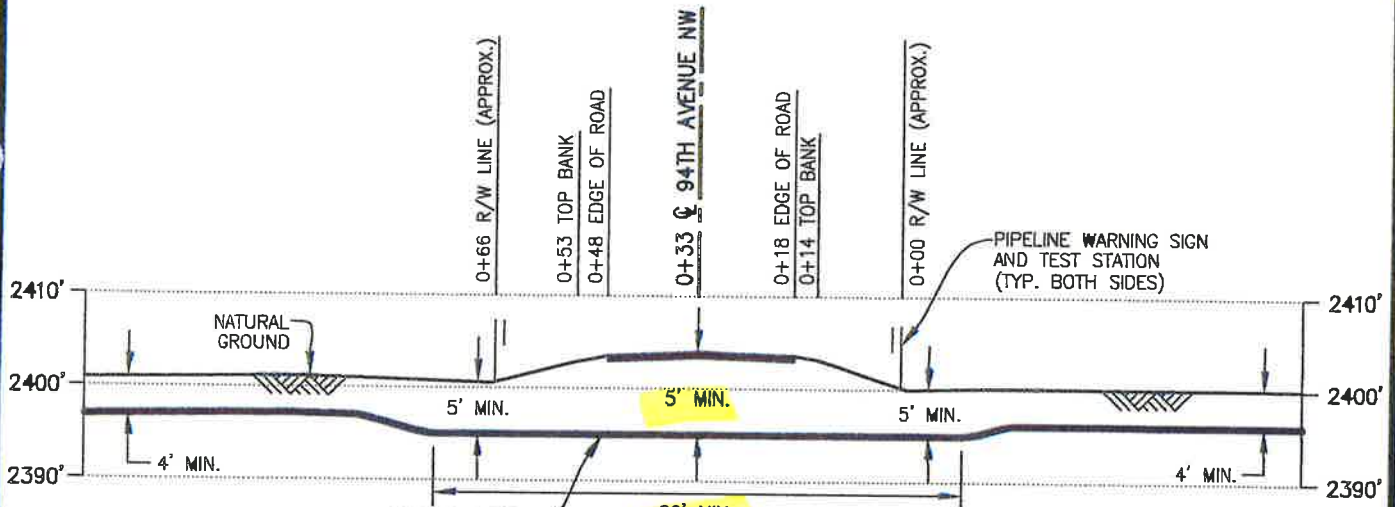 0+66 R/W LINE (APPROX.)
0+53 TOP BANK
0+48 EDGE OF ROAD
0+33 ℄ 94TH AVENUE NW
0+18 EDGE OF ROAD
0+14 TOP BANK
0+00 R/W LINE (APPROX.)
PIPELINE WARNING SIGN
AND TEST STATION
(TYP. BOTH SIDES)
2410'
2410'
NATURAL
GROUND
2400'
2400'
5' MIN.
5' MIN.
5' MIN.
4' MIN.
4' MIN.
2390'
2390'